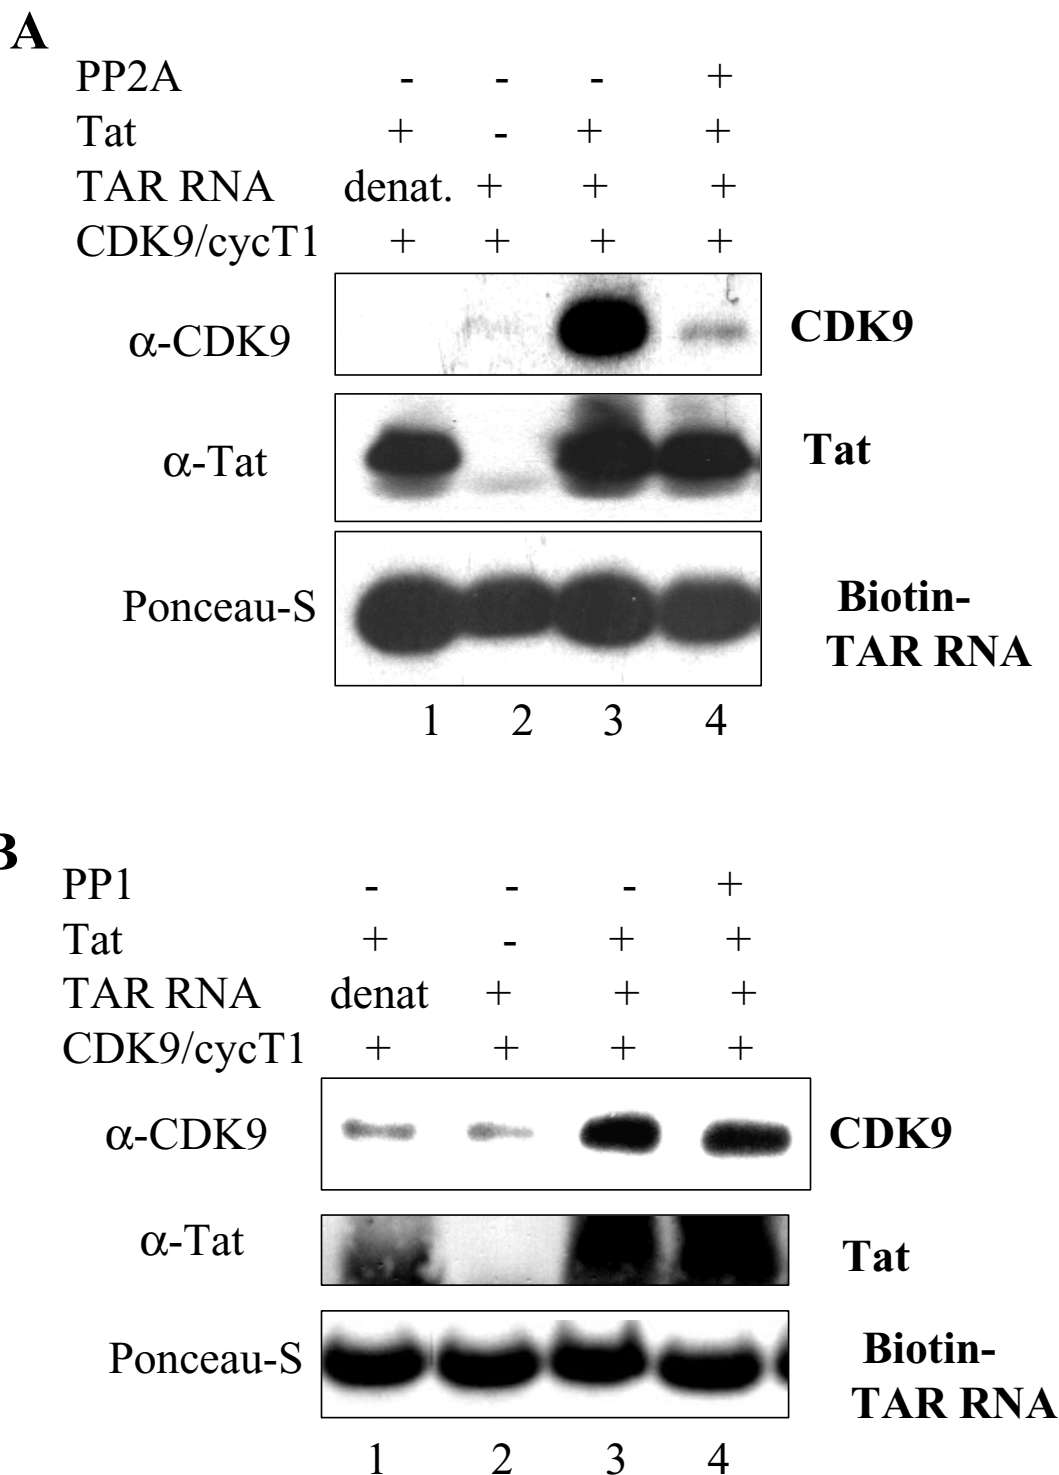 A
PP2A - - - +
Tat + - + +
TAR RNA denat. + + +
CDK9/cycT1 + + + +
α-CDK9 CDK9
α-Tat Tat
Ponceau-S Biotin-
TAR RNA
1 2 3 4
B
PP1 - - - +
Tat + - + +
TAR RNA denat + + +
CDK9/cycT1 + + + +
α-CDK9 CDK9
α-Tat Tat
Ponceau-S Biotin-
TAR RNA
1 2 3 4